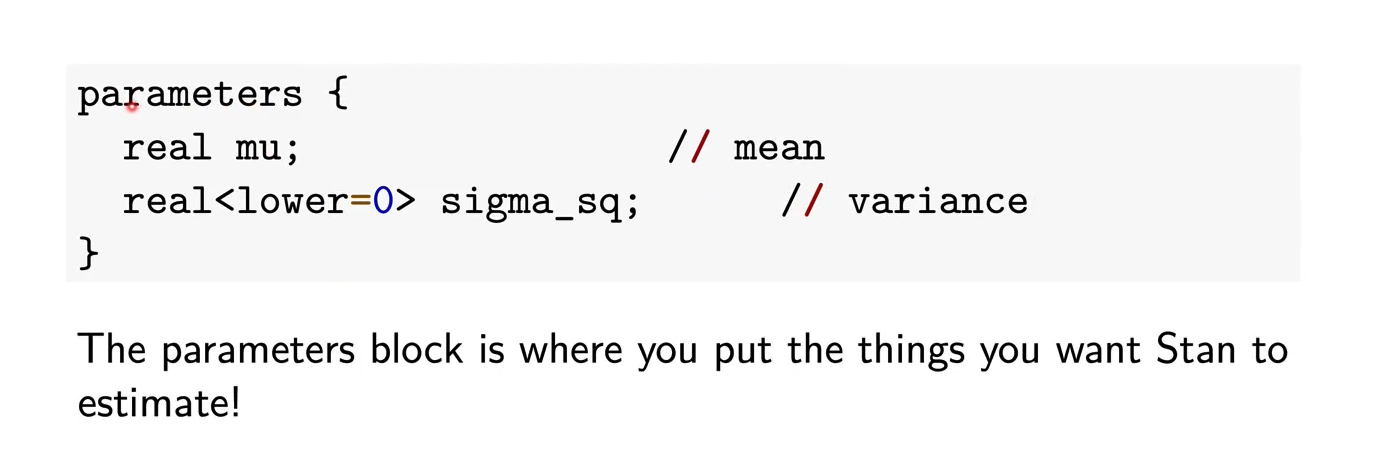 parameters {
  real mu;                // mean
  real<lower=0> sigma_sq;      // variance
}
The parameters block is where you put the things you want Stan to
estimate!